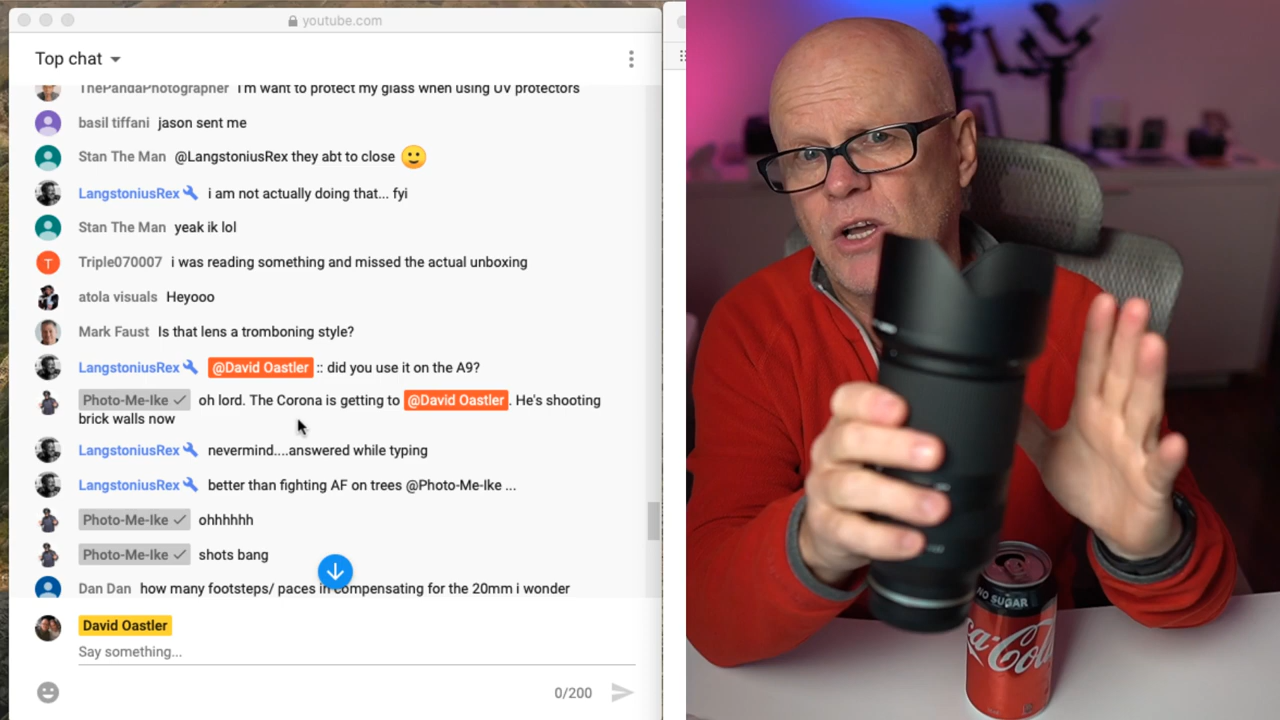 youtube.com
Top chat
ThePandaPhotographer I'm want to protect my glass when using UV protectors
basil tiffani jason sent me
Stan The Man @LangstoniusRex they abt to close 🙂
LangstoniusRex i am not actually doing that... fyi
Stan The Man yeak ik lol
T Triple070007 i was reading something and missed the actual unboxing
atola visuals Heyooo
Mark Faust Is that lens a tromboning style?
LangstoniusRex @David Oastler :: did you use it on the A9?
Photo-Me-Ike ✓ oh lord. The Corona is getting to @David Oastler. He's shooting
brick walls now
LangstoniusRex nevermind....answered while typing
LangstoniusRex better than fighting AF on trees @Photo-Me-Ike ...
Photo-Me-Ike ✓ ohhhhhh
Photo-Me-Ike ✓ shots bang
Dan Dan how many footsteps/ paces in compensating for the 20mm i wonder
David Oastler
Say something...
0/200
NO SUGAR
Ca-Cola